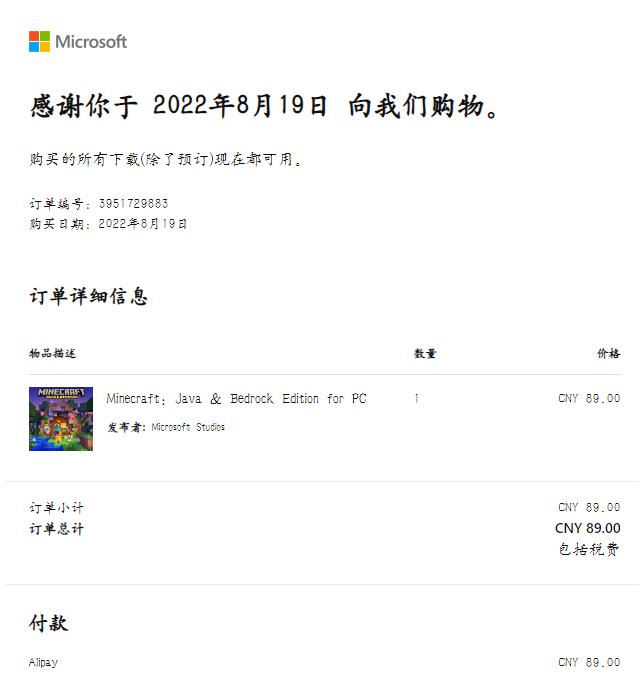 Microsoft
感谢你于 2022年8月19日 向我们购物。
购买的所有下载(除了预订)现在都可用。
订单编号: 3951729883
购买日期: 2022年8月19日
订单详细信息
物品描述 数量 价格
MINECRAFT
Minecraft: Java & Bedrock Edition for PC 1 CNY 89.00
发布者: Microsoft Studios
订单小计 CNY 89.00
订单总计 CNY 89.00
包括税费
付款
Alipay CNY 89.00